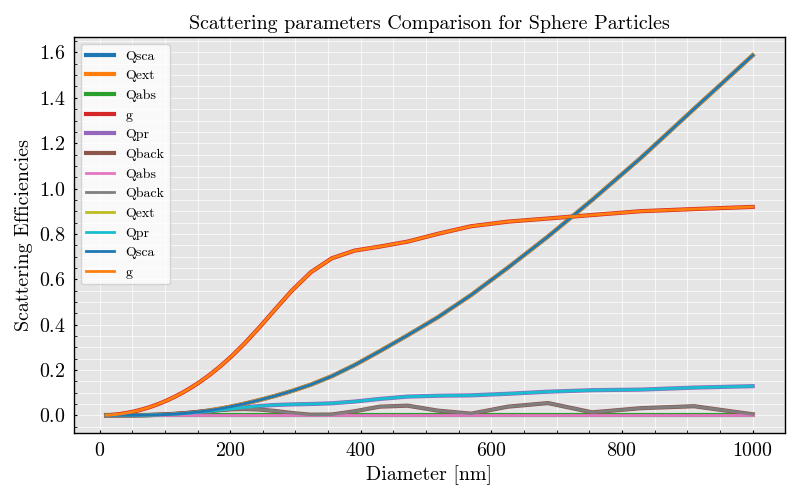 Scattering parameters Comparison for Sphere Particles
Scattering Efficiencies
1.6
1.4
1.2
1.0
0.8
0.6
0.4
0.2
0.0
Qsca
Qext
Qabs
g
Qpr
Qback
Qabs
Qback
Qext
Qpr
Qsca
g
0 200 400 600 800 1000
Diameter [nm]